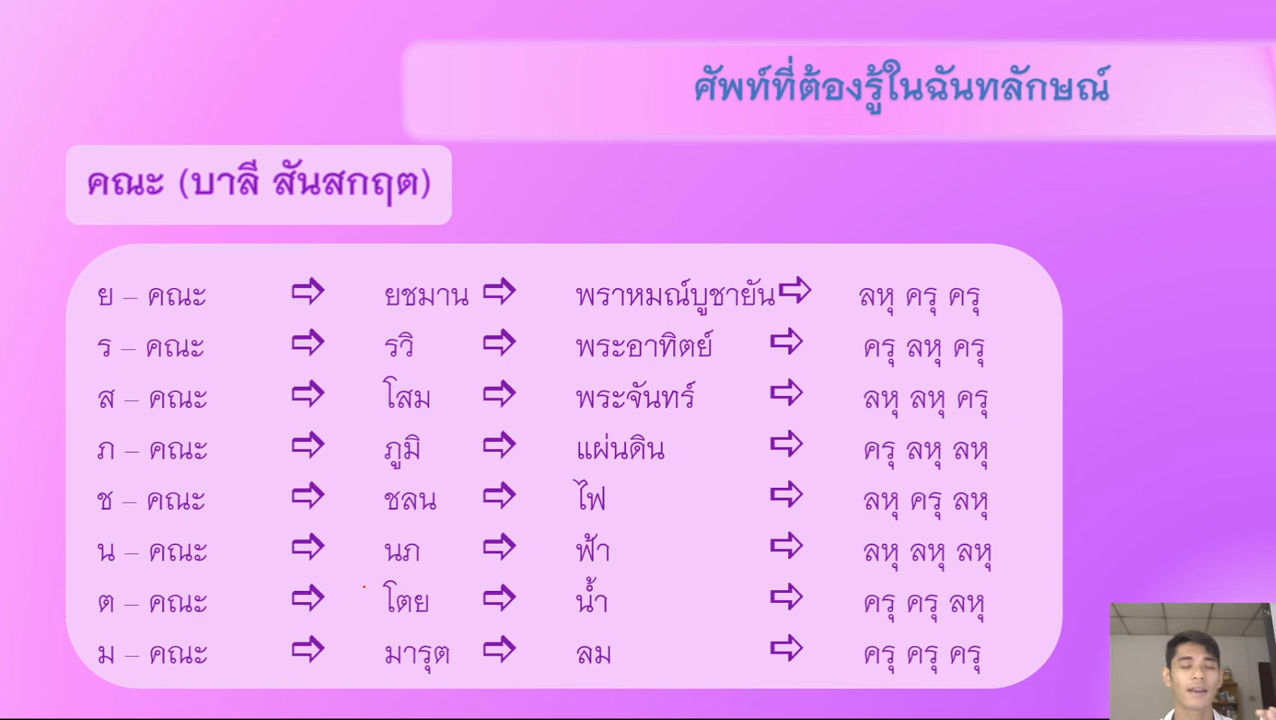 ศัพท์ที่ต้องรู้ในฉันทลักษณ์
คณะ (บาลี สันสกฤต)
ย – คณะ ⇨ ยชมาน ⇨ พราหมณ์บูชายัน ⇨ ลหุ ครุ ครุ
ร – คณะ ⇨ รวิ ⇨ พระอาทิตย์ ⇨ ครุ ลหุ ครุ
ส – คณะ ⇨ โสม ⇨ พระจันทร์ ⇨ ลหุ ลหุ ครุ
ภ – คณะ ⇨ ภูมิ ⇨ แผ่นดิน ⇨ ครุ ลหุ ลหุ
ช – คณะ ⇨ ชลน ⇨ ไฟ ⇨ ลหุ ครุ ลหุ
น – คณะ ⇨ นภ ⇨ ฟ้า ⇨ ลหุ ลหุ ลหุ
ต – คณะ ⇨ โตย ⇨ น้ำ ⇨ ครุ ครุ ลหุ
ม – คณะ ⇨ มารุต ⇨ ลม ⇨ ครุ ครุ ครุ